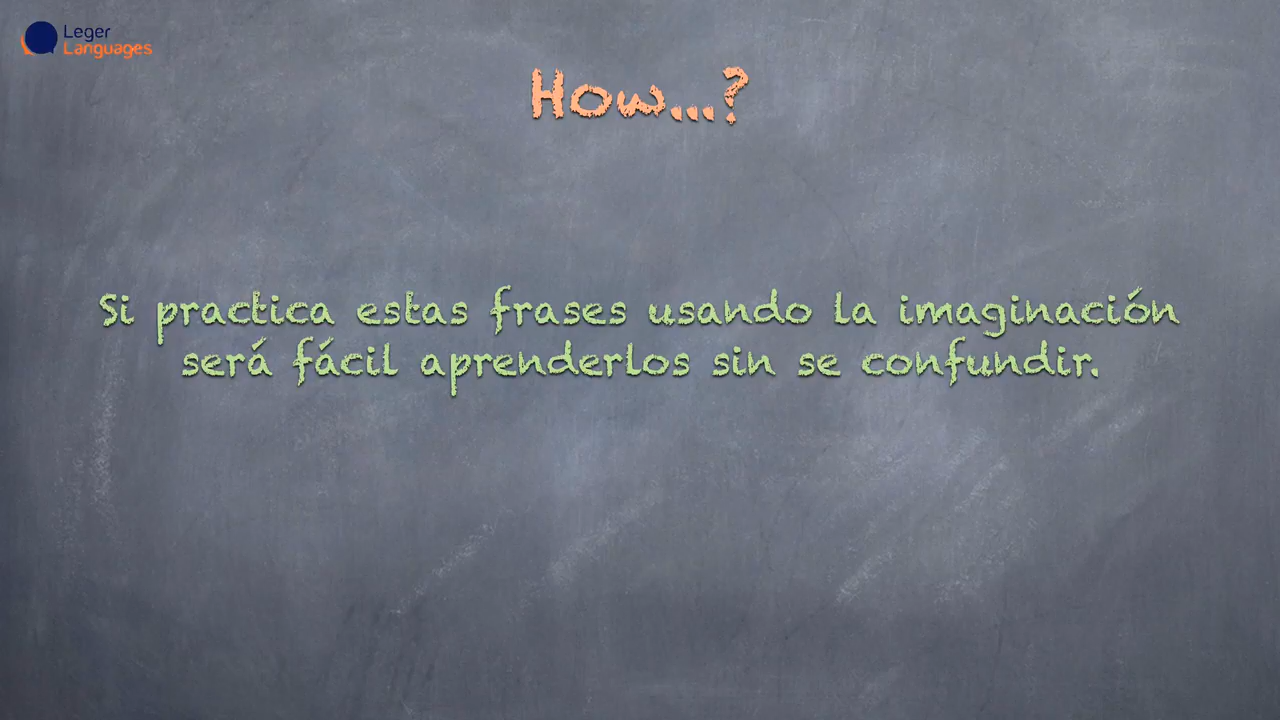 Leger
Languages
How...?
Si practica estas frases usando la imaginación
será fácil aprenderlos sin se confundir.